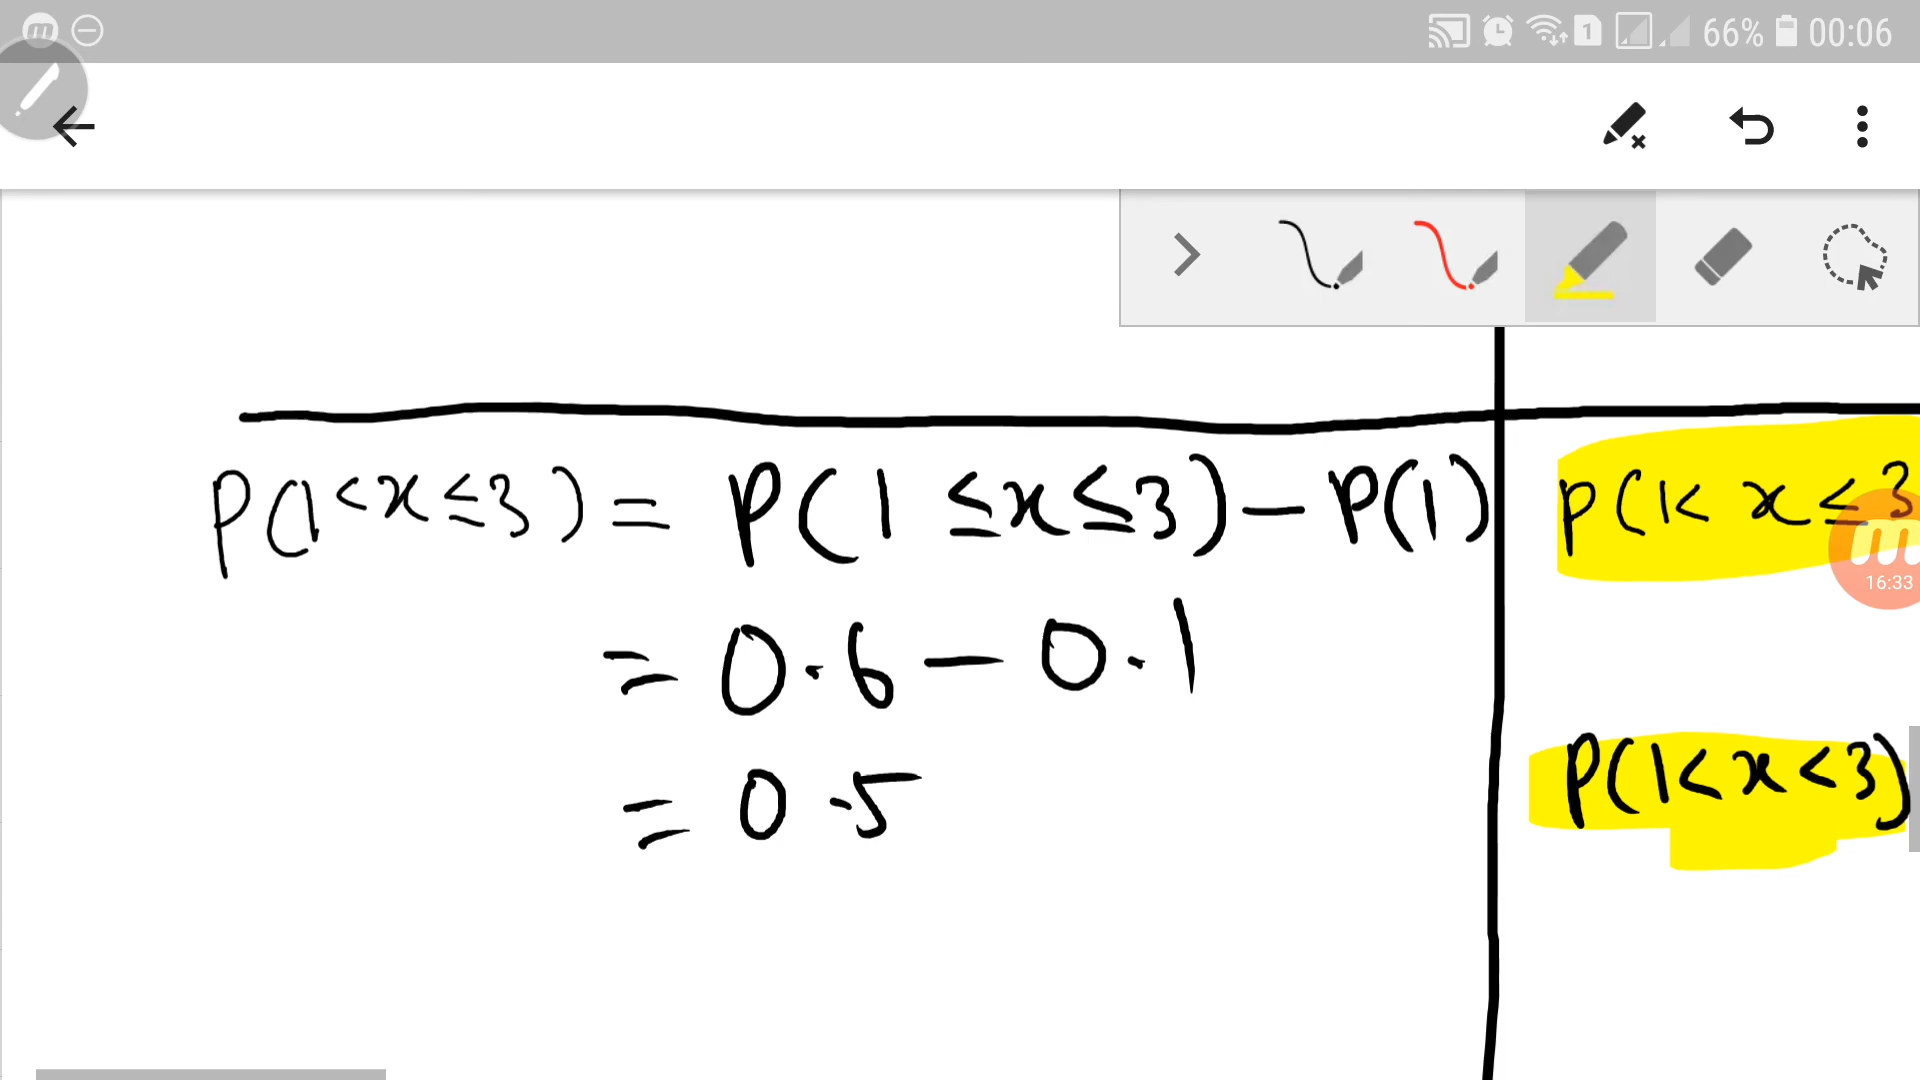 66% 00:06
P(1<x≤3) = P(1≤x≤3) – P(1)
= 0.6 – 0.1
= 0.5
P(1< x≤3
m
16:33
P(1<x<3)